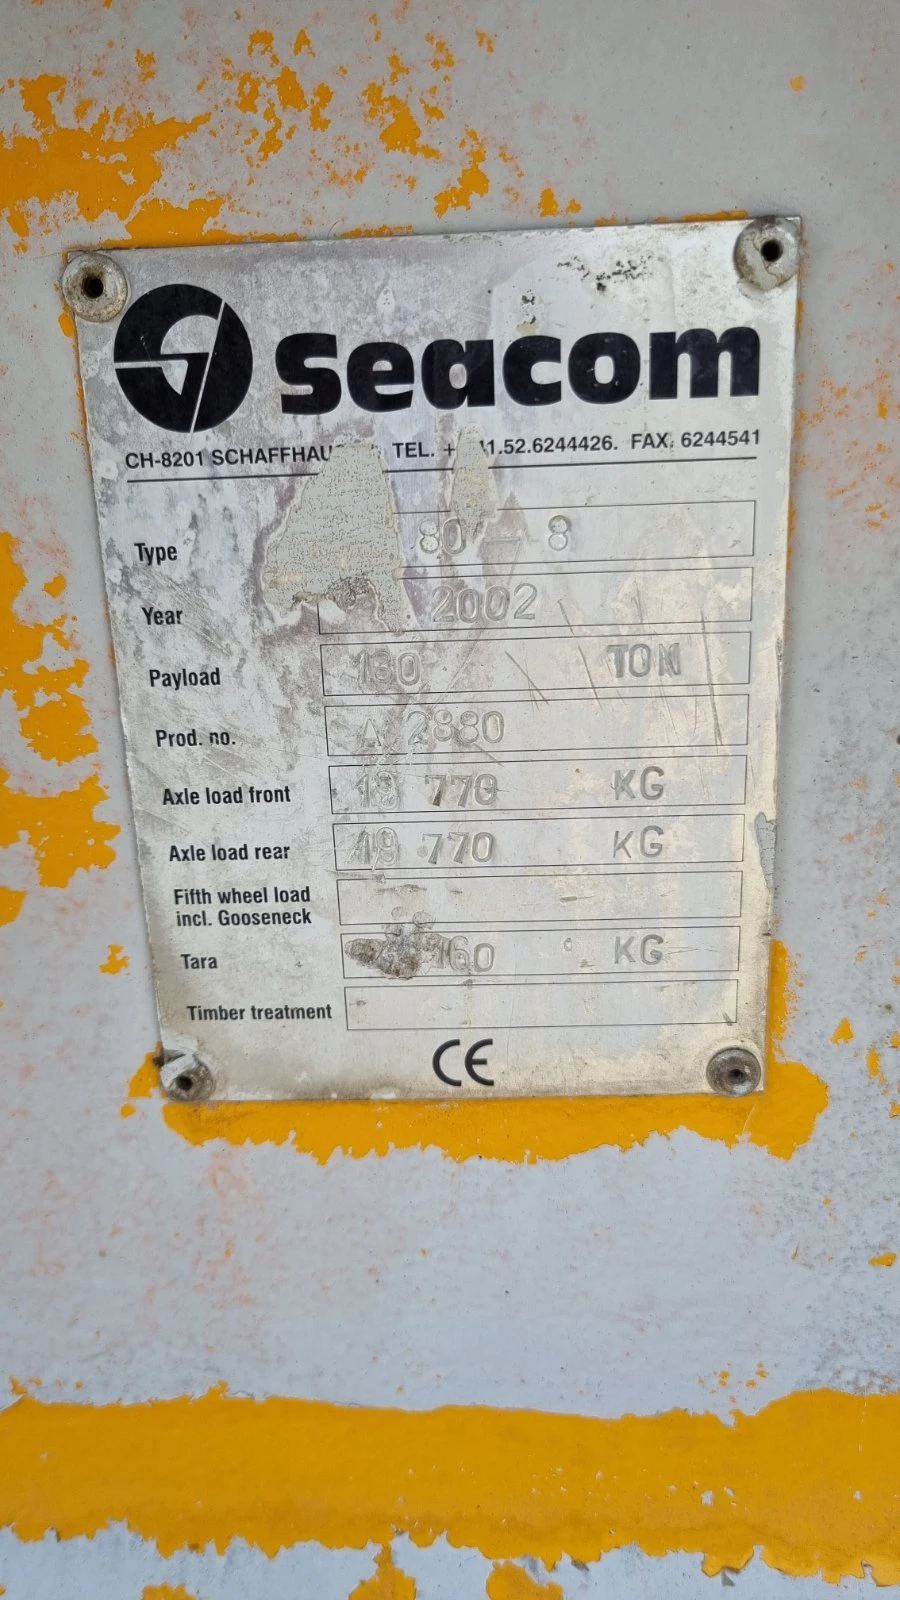 seacom
CH-8201 SCHAFFHAU TEL. + 1.52.6244426. FAX. 6244541
Type 80 - 8
Year 2002
Payload TON
Prod. no. A 2880
Axle load front 770 KG
Axle load rear 19 770 KG
Fifth wheel load
incl. Gooseneck
Tara 160 KG
Timber treatment
CE